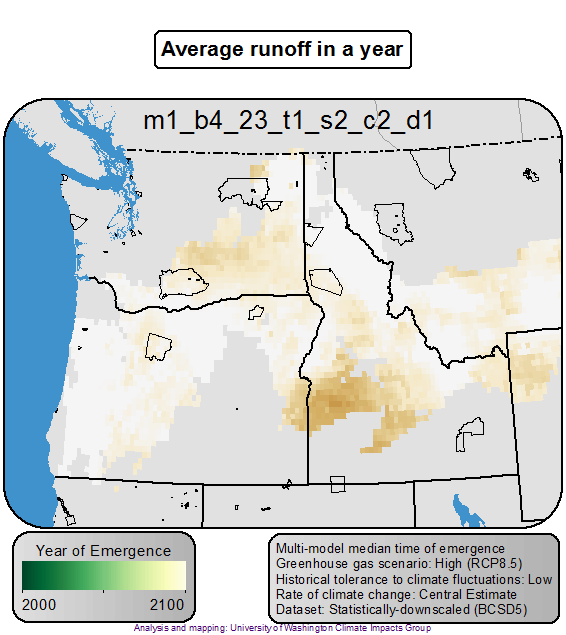 Average runoff in a year
m1_b4_23_t1_s2_c2_d1
Year of Emergence
2000 2100
Multi-model median time of emergence
Greenhouse gas scenario: High (RCP8.5)
Historical tolerance to climate fluctuations: Low
Rate of climate change: Central Estimate
Dataset: Statistically-downscaled (BCSD5)
Analysis and mapping: University of Washington Climate Impacts Group